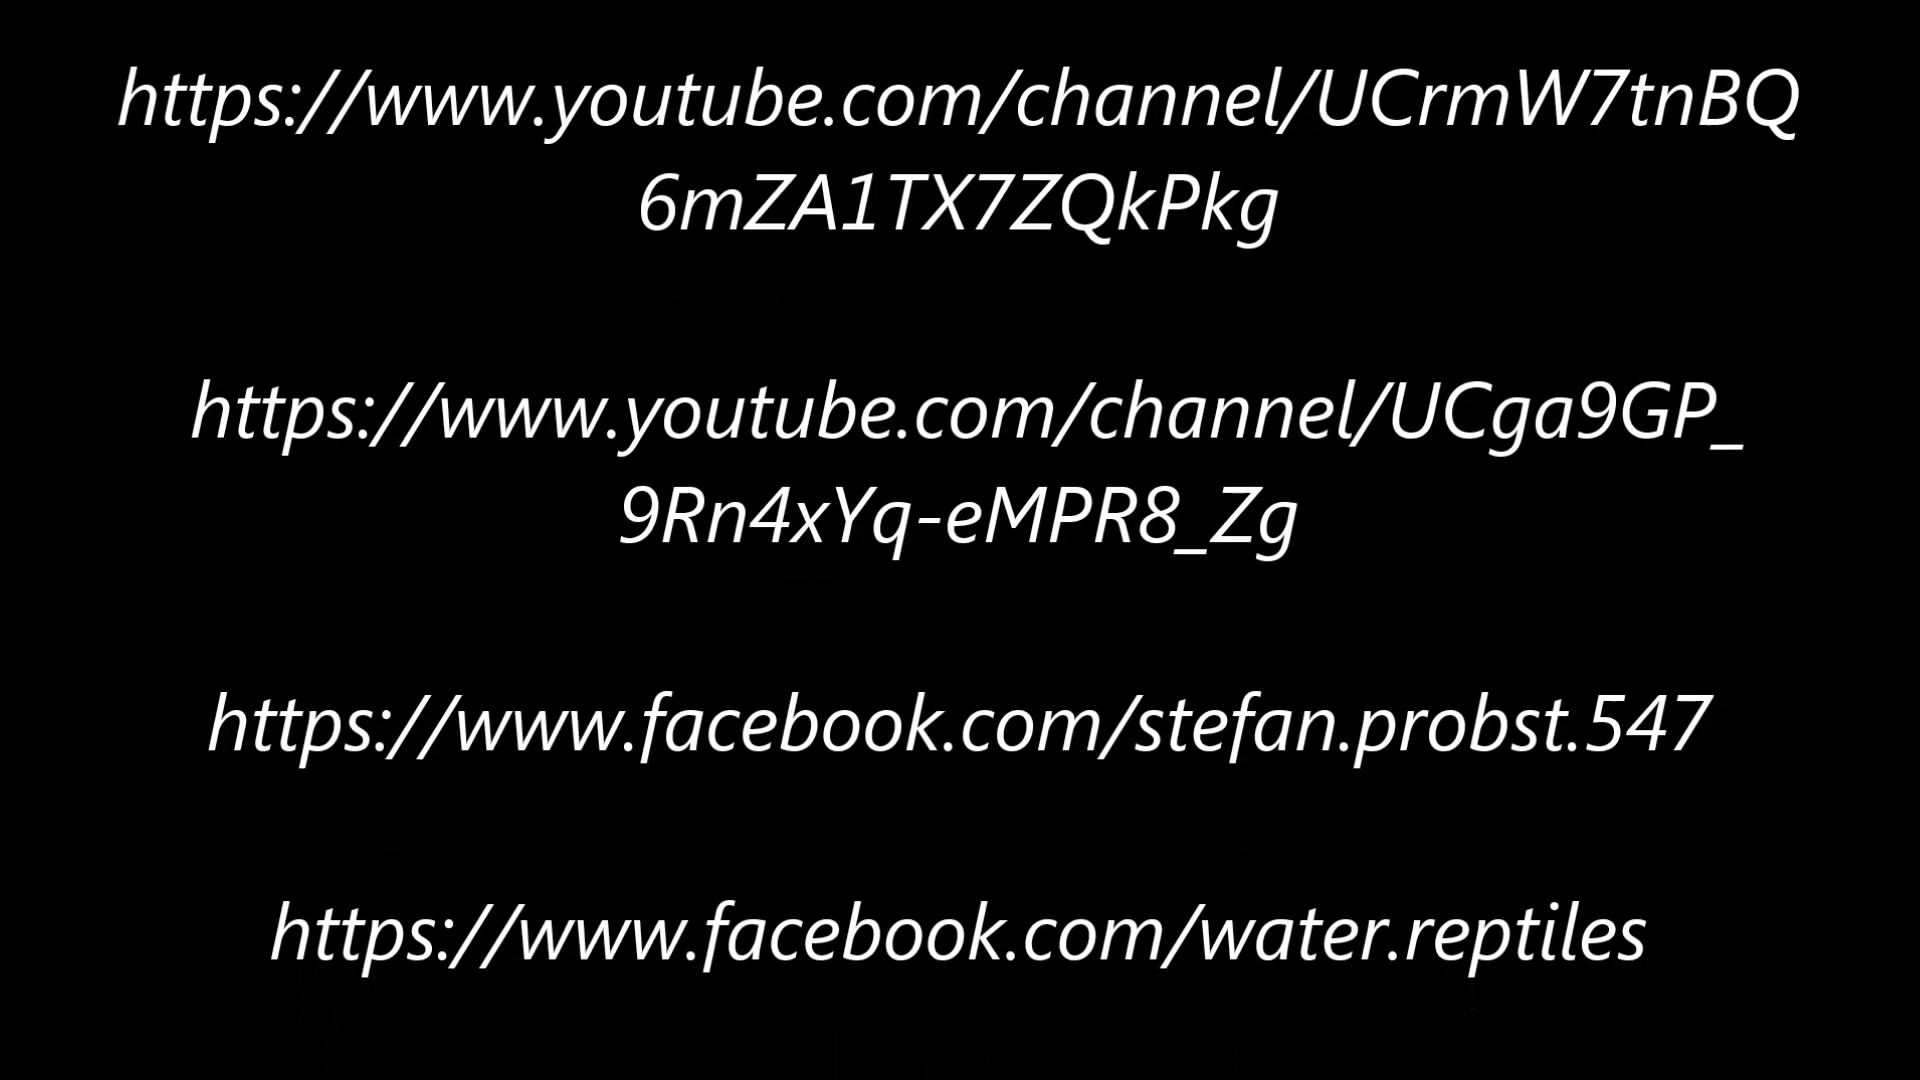 https://www.youtube.com/channel/UCrmW7tnBQ
6mZA1TX7ZQkPkg
https://www.youtube.com/channel/UCga9GP_
9Rn4xYq-eMPR8_Zg
https://www.facebook.com/stefan.probst.547
https://www.facebook.com/water.reptiles